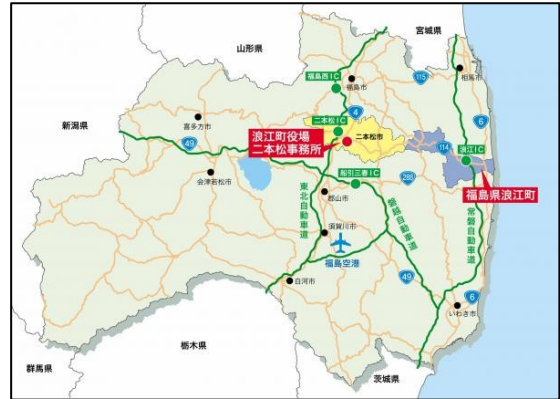 宮城県
山形県
福島西IC
115
相馬市
福島市
新潟県
喜多方市
4
6
浪江町役場
二本松事務所
二本松IC
二本松市
114
浪江IC
49
会津若松市
船引三春IC
288
福島県浪江町
郡山市
東北自動車道
磐越自動車道
常磐自動車道
須賀川市
福島空港
49
白河市
6
いわき市
栃木県
群馬県
茨城県